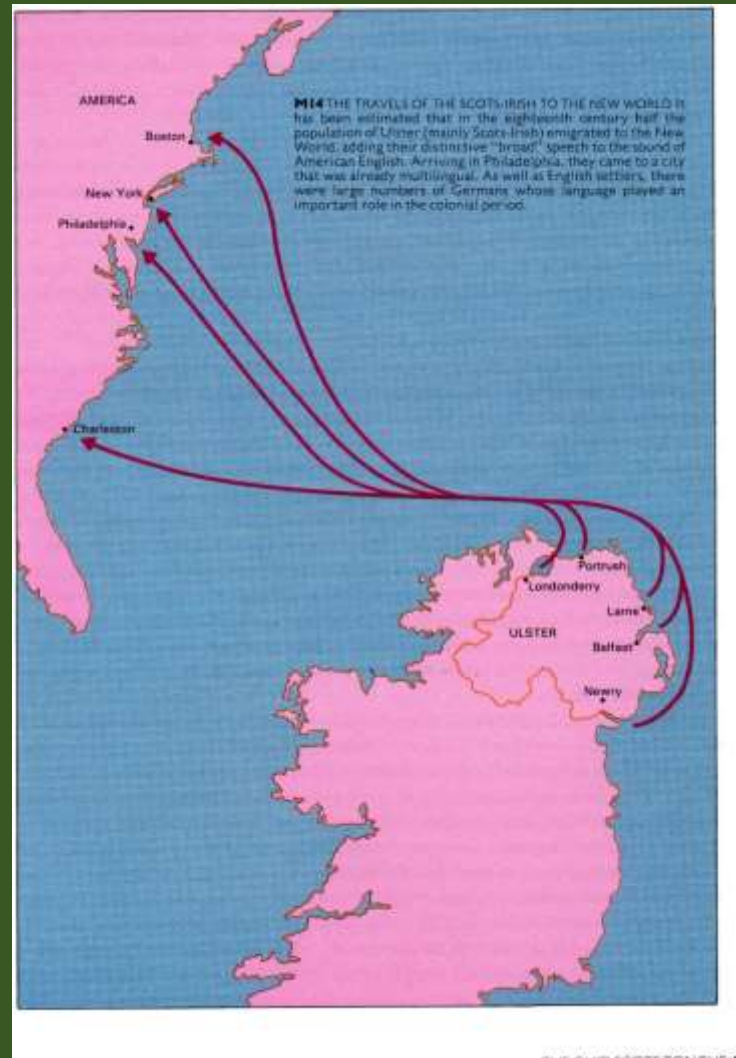 M14 THE TRAVELS OF THE SCOTS-IRISH TO THE NEW WORLD It
has been estimated that in the eighteenth century half the
population of Ulster (mainly Scots-Irish) emigrated to the New
World, adding their distinctive "broad" speech to the sound of
American English. Arriving in Philadelphia, they came to a city
that was already multilingual. As well as English settlers, there
were large numbers of Germans whose language played an
important role in the colonial period.
AMERICA
Boston
New York
Philadelphia
Charleston
Portrush
Londonderry
Larne
ULSTER
Belfast
Newry